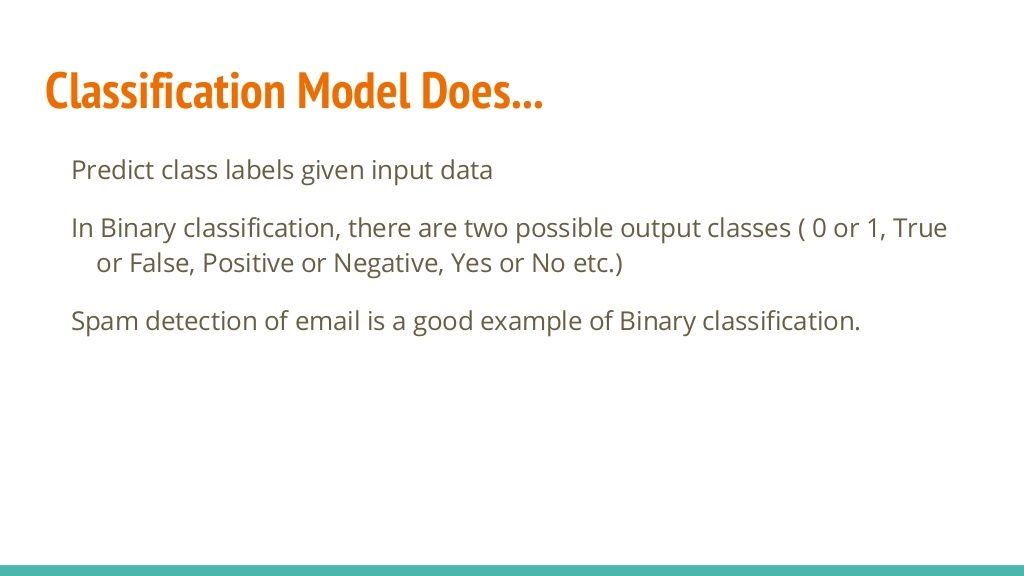 Classification Model Does...
Predict class labels given input data
In Binary classification, there are two possible output classes ( 0 or 1, True
or False, Positive or Negative, Yes or No etc.)
Spam detection of email is a good example of Binary classification.